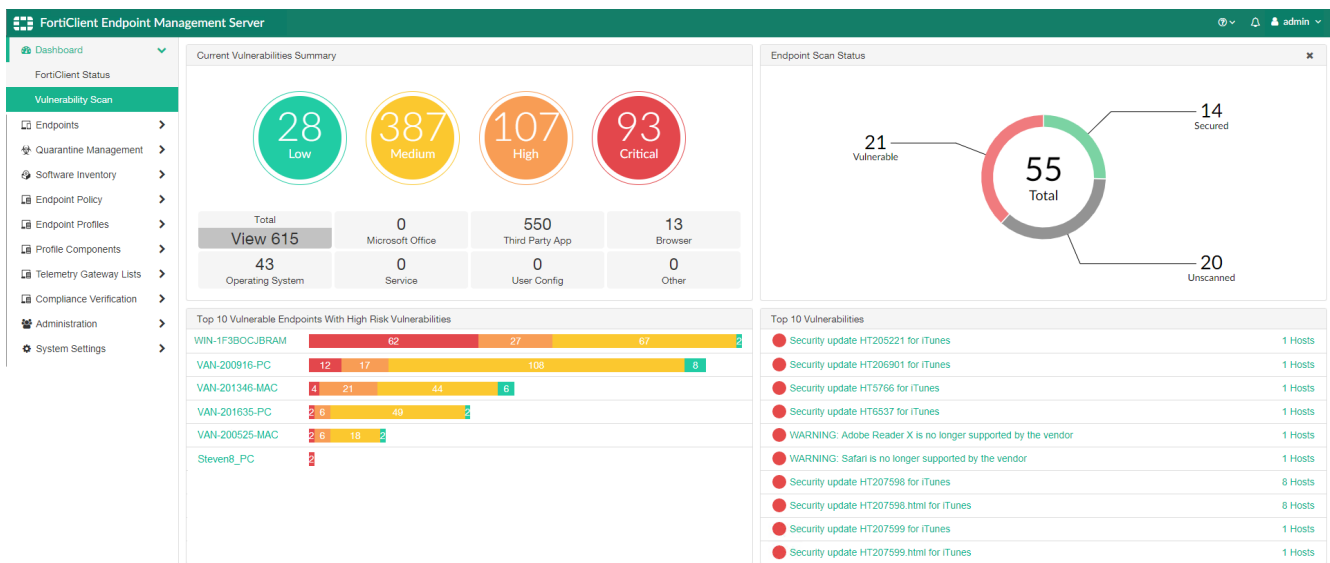 FortiClient Endpoint Management Server
admin
Dashboard
FortiClient Status
Vulnerability Scan
Endpoints
Quarantine Management
Software Inventory
Endpoint Policy
Endpoint Profiles
Profile Components
Telemetry Gateway Lists
Compliance Verification
Administration
System Settings
Current Vulnerabilities Summary
28
Low
387
Medium
107
High
93
Critical
Total
View 615
0
Microsoft Office
550
Third Party App
13
Browser
43
Operating System
0
Service
0
User Config
0
Other
Endpoint Scan Status
14
Secured
21
Vulnerable
55
Total
20
Unscanned
Top 10 Vulnerable Endpoints With High Risk Vulnerabilities
WIN-1F3BOCJBRAM 62 27 67 2
VAN-200916-PC 12 17 108 8
VAN-201346-MAC 4 21 44 6
VAN-201635-PC 2 6 49 2
VAN-200525-MAC 2 6 18 2
Steven8_PC 2
Top 10 Vulnerabilities
Security update HT205221 for iTunes 1 Hosts
Security update HT206901 for iTunes 1 Hosts
Security update HT5766 for iTunes 1 Hosts
Security update HT6537 for iTunes 1 Hosts
WARNING: Adobe Reader X is no longer supported by the vendor 1 Hosts
WARNING: Safari is no longer supported by the vendor 1 Hosts
Security update HT207598 for iTunes 8 Hosts
Security update HT207598.html for iTunes 8 Hosts
Security update HT207599 for iTunes 1 Hosts
Security update HT207599.html for iTunes 1 Hosts